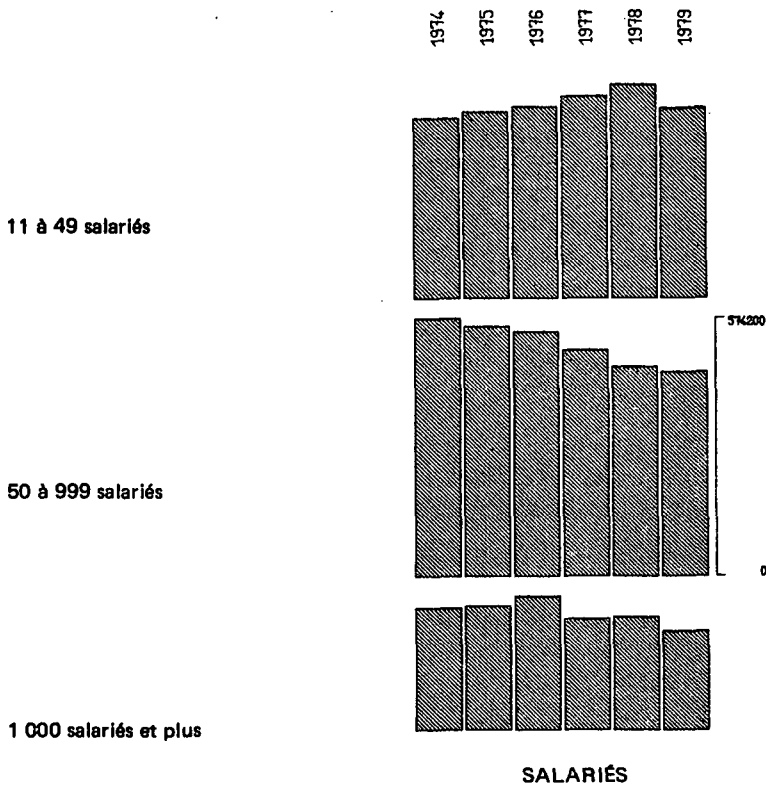 1974 1975 1976 1977 1978 1979
11 à 49 salariés
574200
50 à 999 salariés
0
1 000 salariés et plus
SALARIÉS